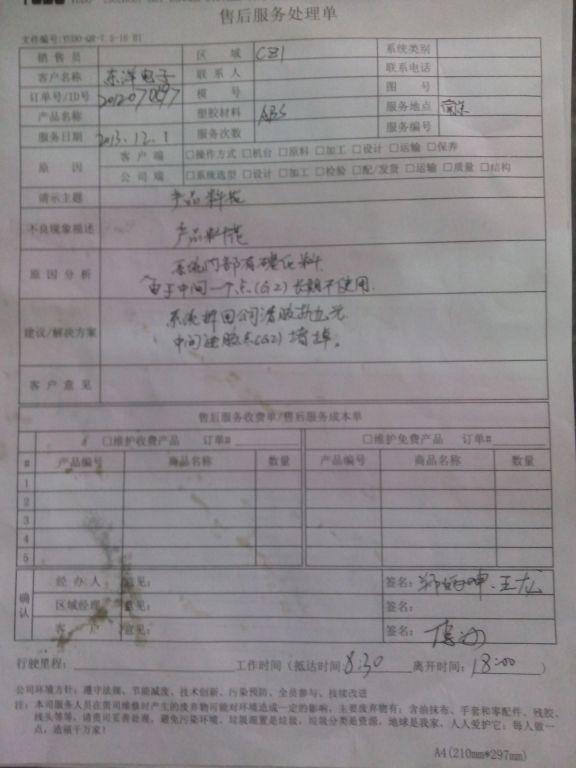 售后服务处理单
文件编号:YUDO-QR-7.5-16 B1
销售员 区域 CZ1 系统类别
客户名称 东洋电子 联系人 联系电话
订单号/ID号 模号 图号
产品名称 塑胶材料 ABS 服务地点
服务日期 2013.12.1 服务次数 服务编号
原因 客户端 □操作方式 □机台 □原料 □加工 □设计 □运输 □保养
公司端 □系统选型 □设计 □加工 □检验 □配/发货 □运输 □质量 □结构
请示主题 产品料花
不良现象描述 产品料花
原因分析 系统内部有碳化料.
由于中间一个点(G2)长期不使用.
建议/解决方案 系统拆回公司清胶
中间进胶点(G2)堵掉。
客户意见
售后服务收费单/售后服务成本单
□维护收费产品 订单# □维护免费产品 订单#
# 产品编号 商品名称 数量 产品编号 商品名称 数量
1
2
3
4
5
确认 经办人 意见: 签名: 王龙
区域经理 意见: 签名:
客户 意见: 签名:
行驶里程: 工作时间(抵达时间 8:30 离开时间: 18:00
公司环境方针:遵守法规、节能减废、技术创新、污染预防、全员参与、持续改进
注:本司服务人员在贵司维修时产生的废弃物可能对环境造成一定的影响,主要废弃物有:含油抹布、手套和零配件、残胶、
线头等等,请贵司妥善处理,避免污染环境,垃圾混置是垃圾,垃圾分类是资源,地球是我家,人人爱护它;每人做一
点,造福千万家!
A4(210mm*297mm)